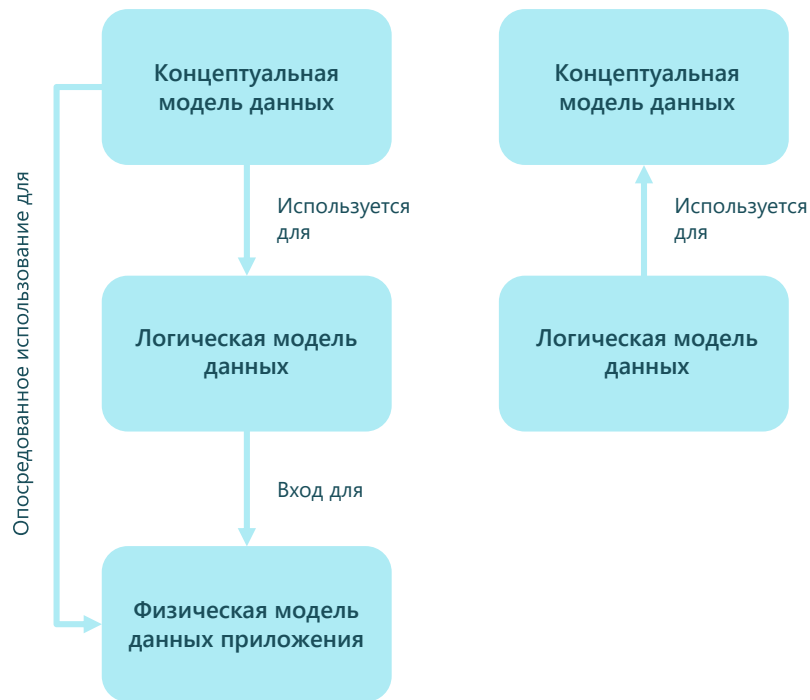 Концептуальная
модель данных
Концептуальная
модель данных
Опосредованное использование для
Используется
для
Используется
для
Логическая модель
данных
Логическая модель
данных
Вход для
Физическая модель
данных приложения